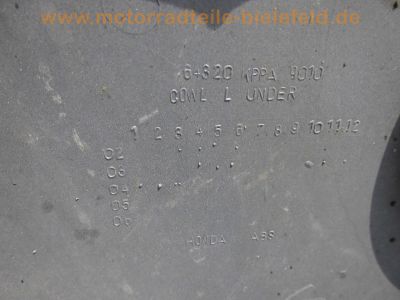 www.motorradteile-bielefeld.de
64320 KPPA 9010
COWL L UNDER
1 2 3 4 5 6 7 8 9 10 11 12
02
03
04
05
06
HONDA ABS